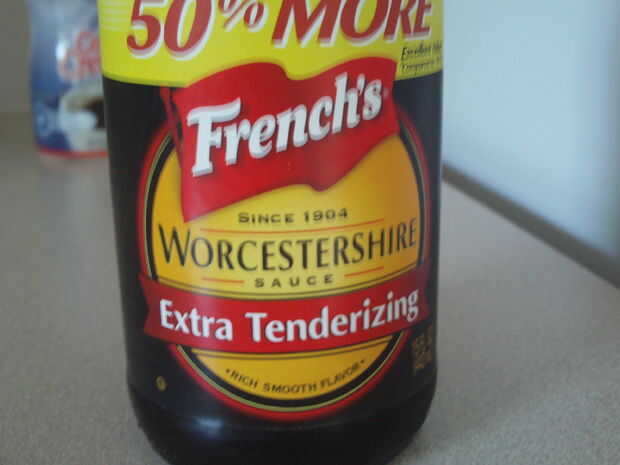 50% MORE
French's
SINCE 1904
WORCESTERSHIRE
SAUCE
Extra Tenderizing
•RICH SMOOTH FLAVOR•